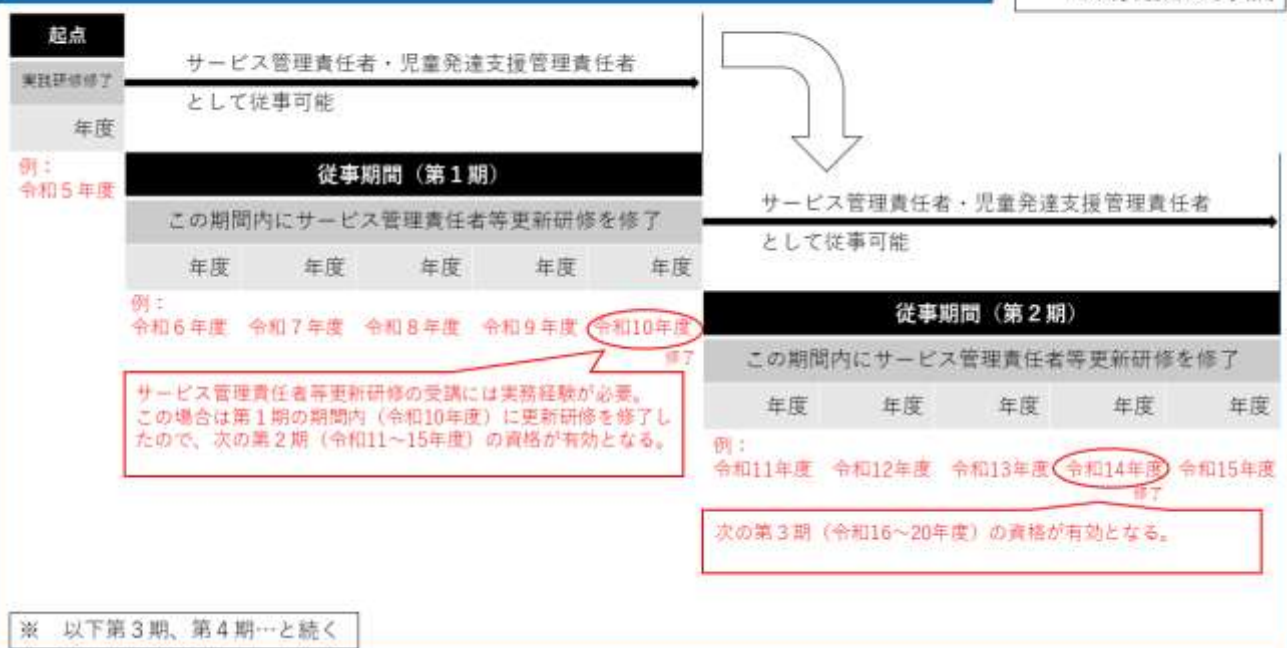 起点
実践研修修了
年度
例：
令和５年度
サービス管理責任者・児童発達支援管理責任者
として従事可能
従事期間（第１期）
この期間内にサービス管理責任者等更新研修を修了
年度 年度 年度 年度 年度
例：
令和６年度 令和７年度 令和８年度 令和９年度 令和10年度
修了
サービス管理責任者等更新研修の受講には実務経験が必要。
この場合は第１期の期間内（令和10年度）に更新研修を修了し
たので、次の第２期（令和11～15年度）の資格が有効となる。
サービス管理責任者・児童発達支援管理責任者
として従事可能
従事期間（第２期）
この期間内にサービス管理責任者等更新研修を修了
年度 年度 年度 年度 年度
例：
令和11年度 令和12年度 令和13年度 令和14年度 令和15年度
修了
次の第３期（令和16～20年度）の資格が有効となる。
※　以下第３期、第４期…と続く